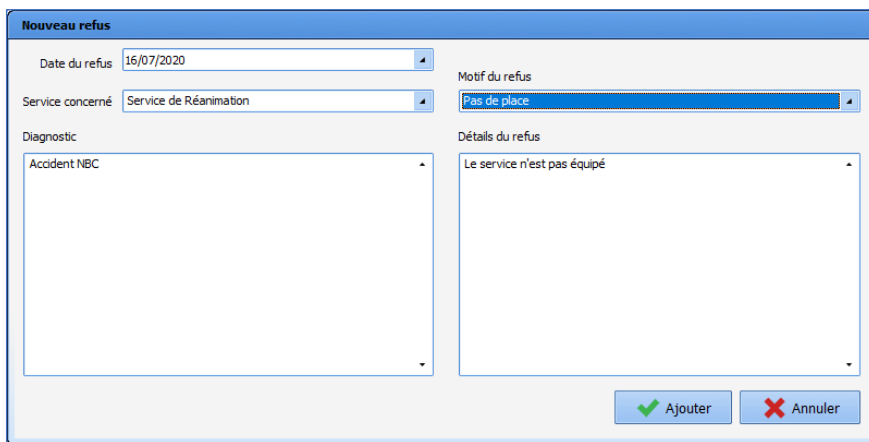 Nouveau refus
Date du refus 16/07/2020
Motif du refus
Service concerné Service de Réanimation
Pas de place
Diagnostic
Détails du refus
Accident NBC
Le service n'est pas équipé
Ajouter
Annuler